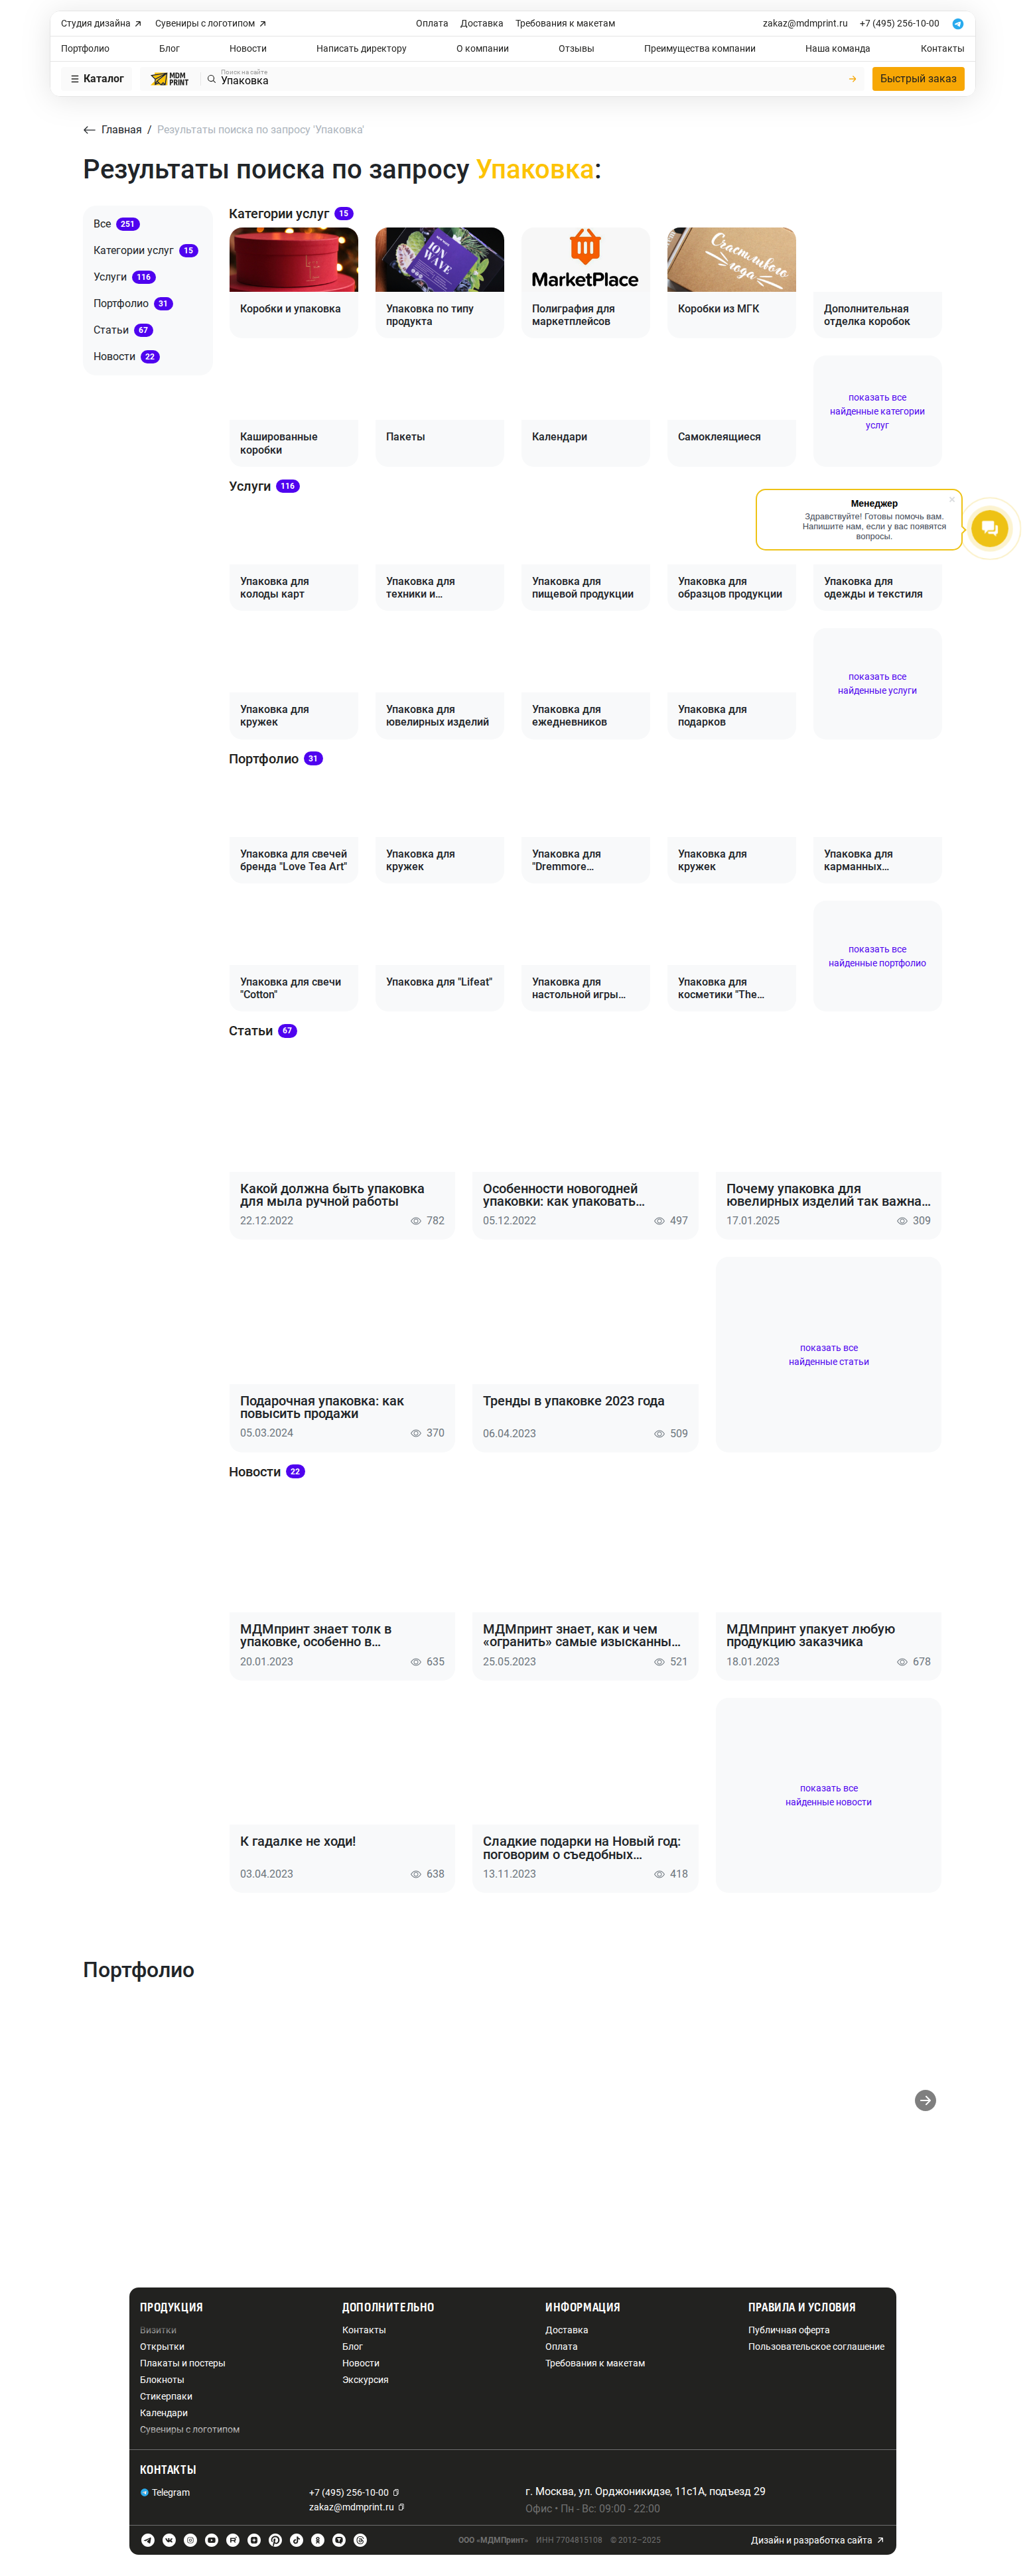 Студия дизайна
Сувениры с логотипом
Оплата
Доставка
Требования к макетам
zakaz@mdmprint.ru
+7 (495) 256-10-00
Портфолио
Блог
Новости
Написать директору
О компании
Отзывы
Преимущества компании
Наша команда
Контакты
Каталог
MDM
PRINT
Поиск на сайте
Упаковка
Быстрый заказ
Главная / Результаты поиска по запросу 'Упаковка'
Результаты поиска по запросу Упаковка:
Все 251
Категории услуг 15
Услуги 116
Портфолио 31
Статьи 67
Новости 22
Категории услуг 15
ION
WAVE
MarketPlace
Счастливого
года
Коробки и упаковка
Упаковка по типу
продукта
Полиграфия для
маркетплейсов
Коробки из МГК
Дополнительная
отделка коробок
Кашированные
коробки
Пакеты
Календари
Самоклеящиеся
показать все
найденные категории
услуг
Услуги 116
Менеджер
Здравствуйте! Готовы помочь вам.
Напишите нам, если у вас появятся
вопросы.
Упаковка для
колоды карт
Упаковка для
техники и...
Упаковка для
пищевой продукции
Упаковка для
образцов продукции
Упаковка для
одежды и текстиля
Упаковка для
кружек
Упаковка для
ювелирных изделий
Упаковка для
ежедневников
Упаковка для
подарков
показать все
найденные услуги
Портфолио 31
Упаковка для свечей
бренда "Love Tea Art"
Упаковка для
кружек
Упаковка для
"Dremmore...
Упаковка для
кружек
Упаковка для
карманных...
Упаковка для свечи
"Cotton"
Упаковка для "Lifeat"
Упаковка для
настольной игры...
Упаковка для
косметики "The...
показать все
найденные портфолио
Статьи 67
Какой должна быть упаковка
для мыла ручной работы
22.12.2022
782
Особенности новогодней
упаковки: как упаковать...
05.12.2022
497
Почему упаковка для
ювелирных изделий так важна...
17.01.2025
309
Подарочная упаковка: как
повысить продажи
05.03.2024
370
Тренды в упаковке 2023 года
06.04.2023
509
показать все
найденные статьи
Новости 22
МДМпринт знает толк в
упаковке, особенно в...
20.01.2023
635
МДМпринт знает, как и чем
«огранить» самые изысканны...
25.05.2023
521
МДМпринт упакует любую
продукцию заказчика
18.01.2023
678
К гадалке не ходи!
03.04.2023
638
Сладкие подарки на Новый год:
поговорим о съедобных...
13.11.2023
418
показать все
найденные новости
Портфолио
ПРОДУКЦИЯ
Визитки
Открытки
Плакаты и постеры
Блокноты
Стикерпаки
Календари
Сувениры с логотипом
ДОПОЛНИТЕЛЬНО
Контакты
Блог
Новости
Экскурсия
ИНФОРМАЦИЯ
Доставка
Оплата
Требования к макетам
ПРАВИЛА И УСЛОВИЯ
Публичная оферта
Пользовательское соглашение
КОНТАКТЫ
Telegram
+7 (495) 256-10-00
zakaz@mdmprint.ru
г. Москва, ул. Орджоникидзе, 11с1А, подъезд 29
Офис • Пн - Вс: 09:00 - 22:00
ООО «МДМПринт»
ИНН 7704815108
© 2012–2025
Дизайн и разработка сайта